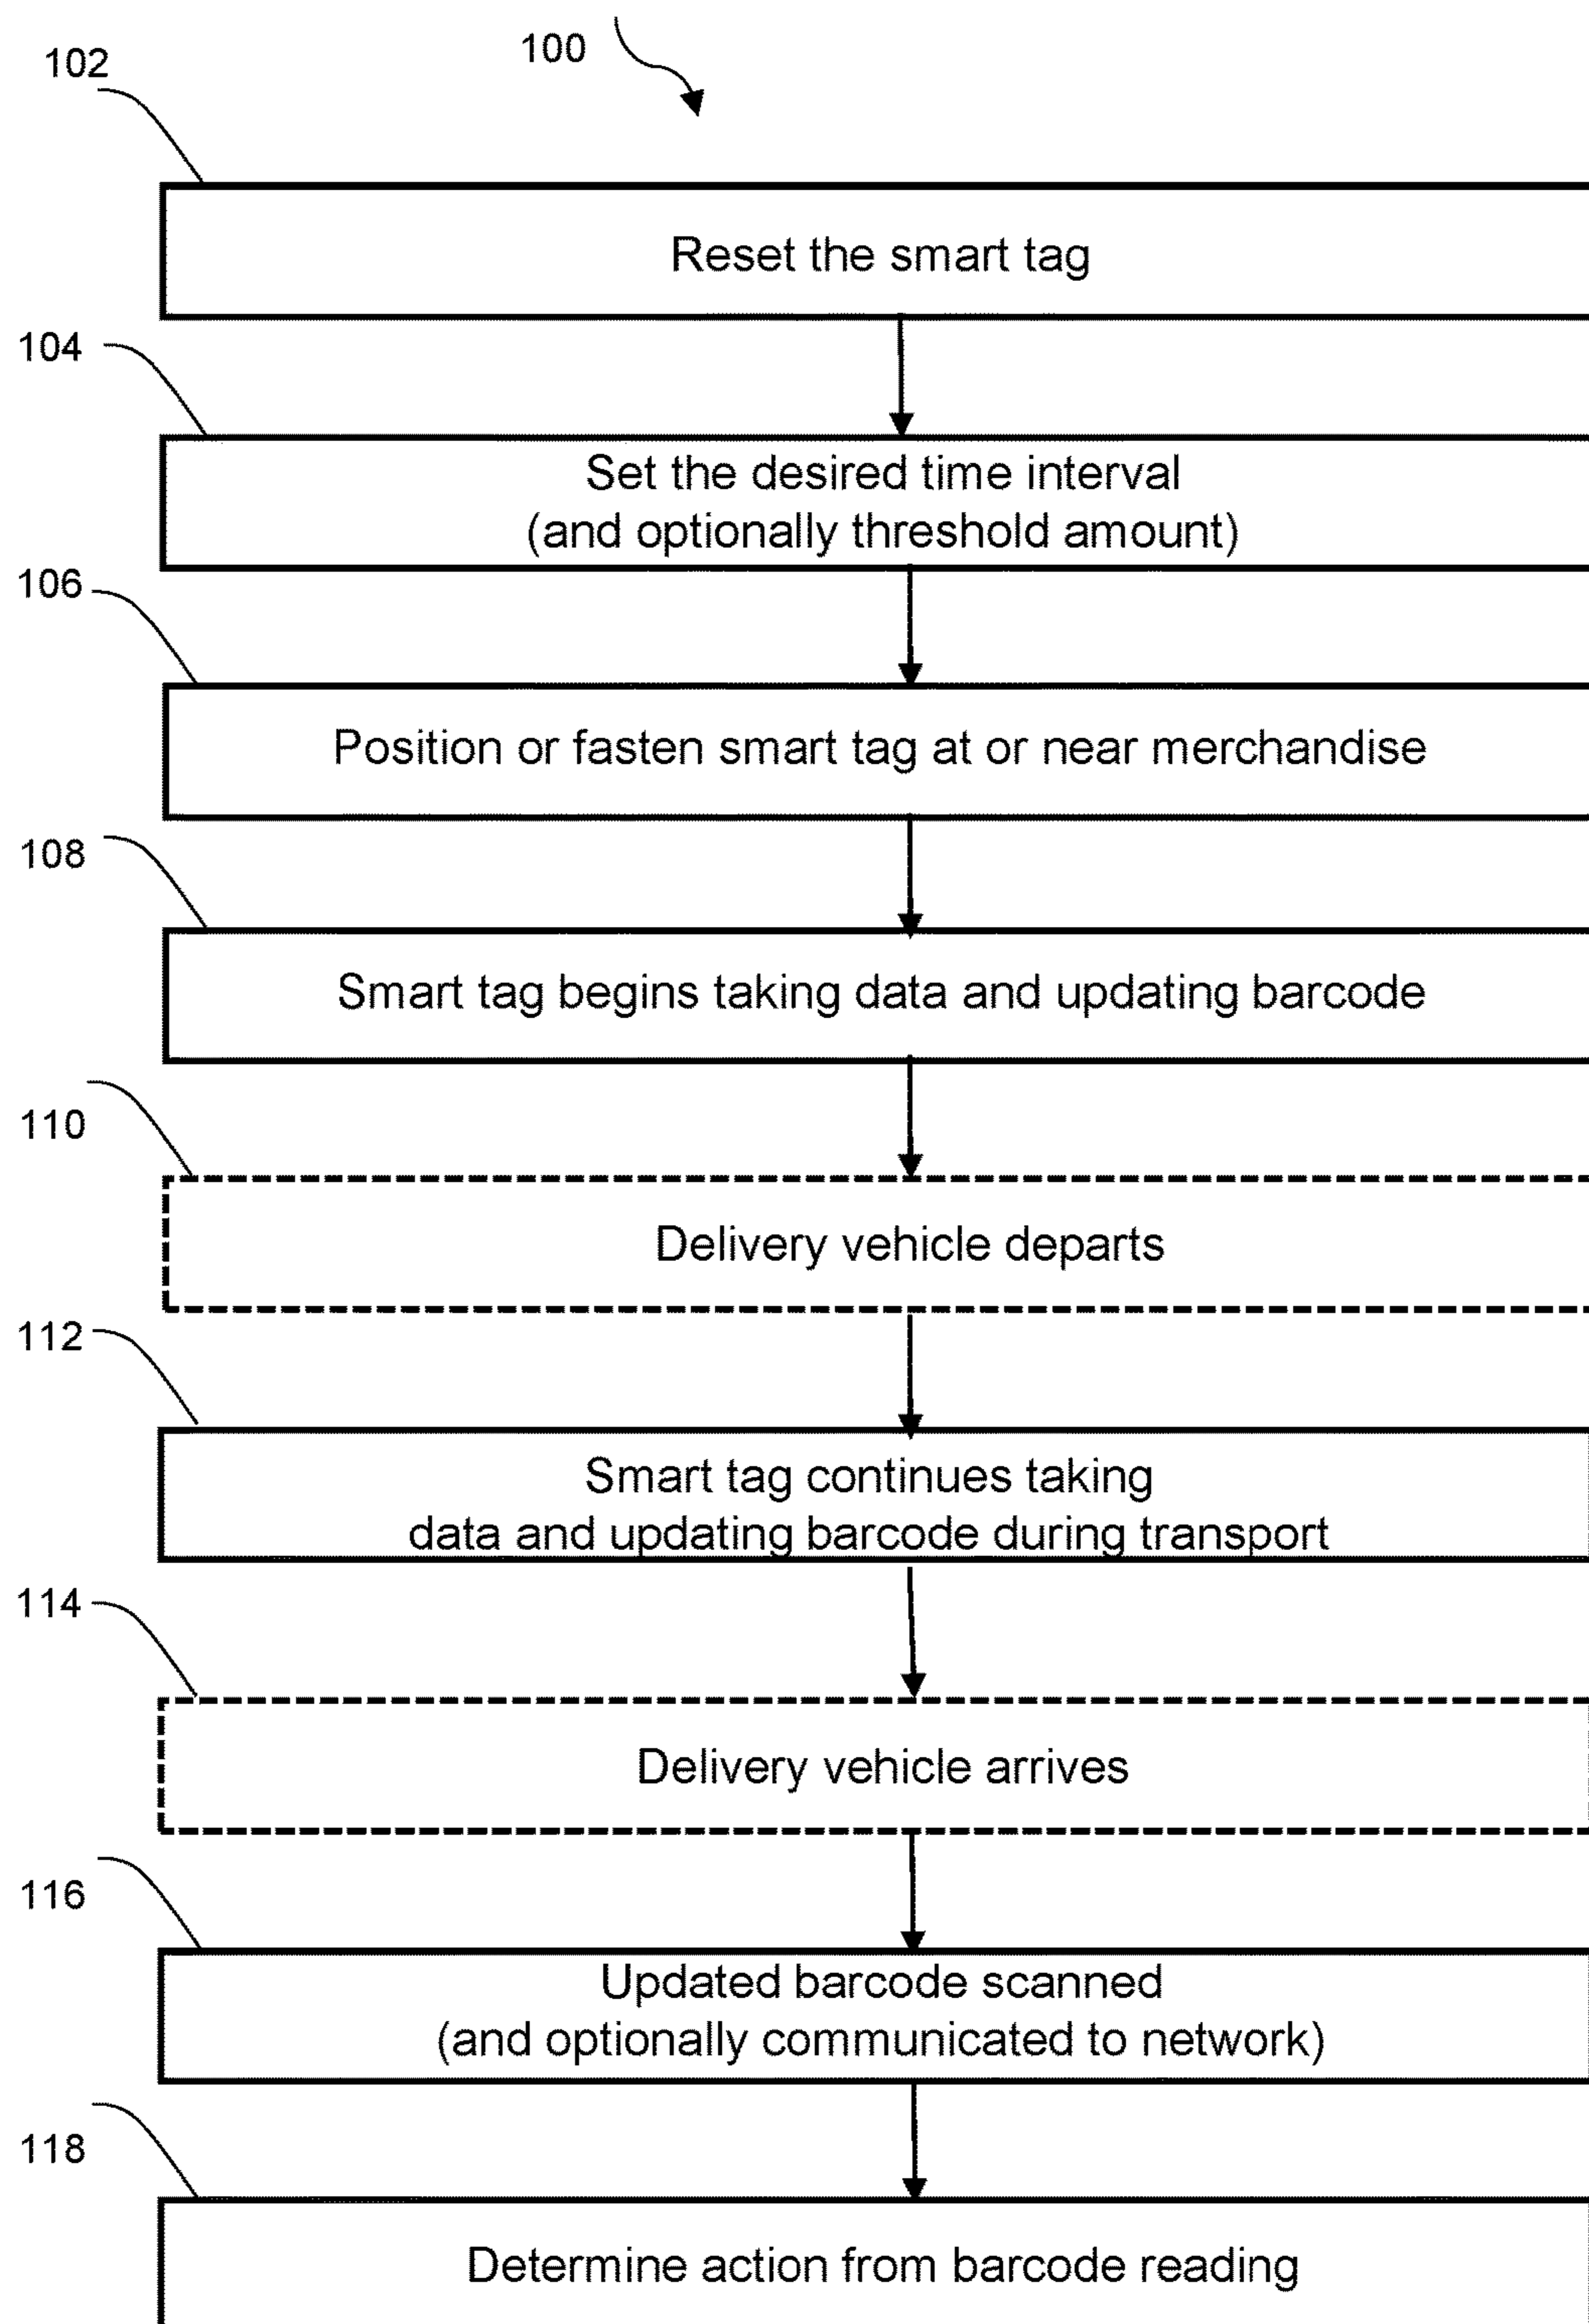 100
102
Reset the smart tag
104
Set the desired time interval
(and optionally threshold amount)
106
Position or fasten smart tag at or near merchandise
108
Smart tag begins taking data and updating barcode
110
Delivery vehicle departs
112
Smart tag continues taking
data and updating barcode during transport
114
Delivery vehicle arrives
116
Updated barcode scanned
(and optionally communicated to network)
118
Determine action from barcode reading